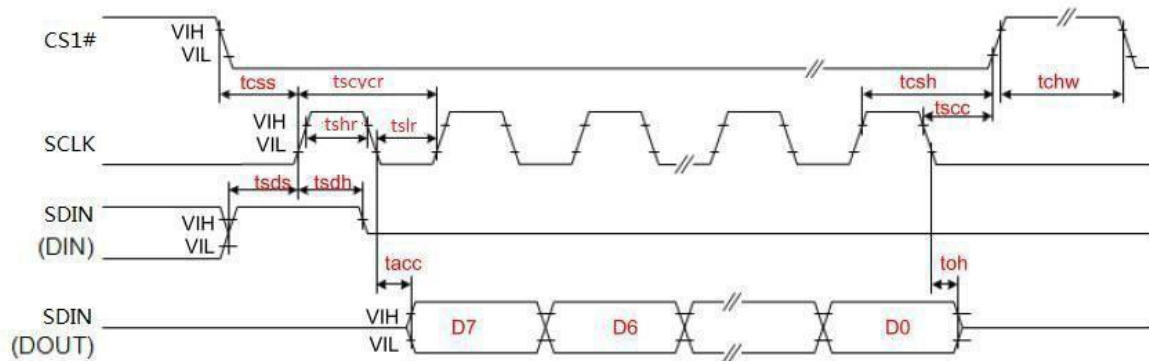 CS1#
VIH
VIL
tcss
tscycr
tcsh
tchw
tscc
SCLK
VIH
VIL
tshr
tslr
tsds
tsdh
SDIN
(DIN)
VIH
VIL
tacc
toh
SDIN
(DOUT)
VIH
VIL
D7
D6
D0